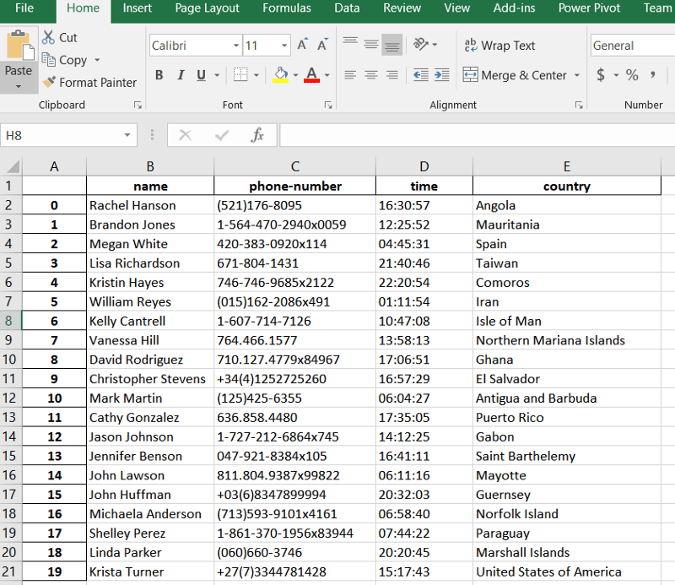 File Home Insert Page Layout Formulas Data Review View Add-ins Power Pivot Team
Cut
Copy
Format Painter
Paste
Clipboard
Calibri 11
B I U
Font
Wrap Text
Merge & Center
Alignment
General
$ % ,
Number
H8 fx
A B C D E
1 name phone-number time country
2 0 Rachel Hanson (521)176-8095 16:30:57 Angola
3 1 Brandon Jones 1-564-470-2940x0059 12:25:52 Mauritania
4 2 Megan White 420-383-0920x114 04:45:31 Spain
5 3 Lisa Richardson 671-804-1431 21:40:46 Taiwan
6 4 Kristin Hayes 746-746-9685x2122 22:20:54 Comoros
7 5 William Reyes (015)162-2086x491 01:11:54 Iran
8 6 Kelly Cantrell 1-607-714-7126 10:47:08 Isle of Man
9 7 Vanessa Hill 764.466.1577 13:58:13 Northern Mariana Islands
10 8 David Rodriguez 710.127.4779x84967 17:06:51 Ghana
11 9 Christopher Stevens +34(4)1252725260 16:57:29 El Salvador
12 10 Mark Martin (125)425-6355 06:04:27 Antigua and Barbuda
13 11 Cathy Gonzalez 636.858.4480 17:35:05 Puerto Rico
14 12 Jason Johnson 1-727-212-6864x745 14:12:25 Gabon
15 13 Jennifer Benson 047-921-8384x105 16:41:11 Saint Barthelemy
16 14 John Lawson 811.804.9387x99822 06:11:16 Mayotte
17 15 John Huffman +03(6)8347899994 20:32:03 Guernsey
18 16 Michaela Anderson (713)593-9101x4161 06:58:40 Norfolk Island
19 17 Shelley Perez 1-861-370-1956x83944 07:44:22 Paraguay
20 18 Linda Parker (060)660-3746 20:20:45 Marshall Islands
21 19 Krista Turner +27(7)3344781428 15:17:43 United States of America